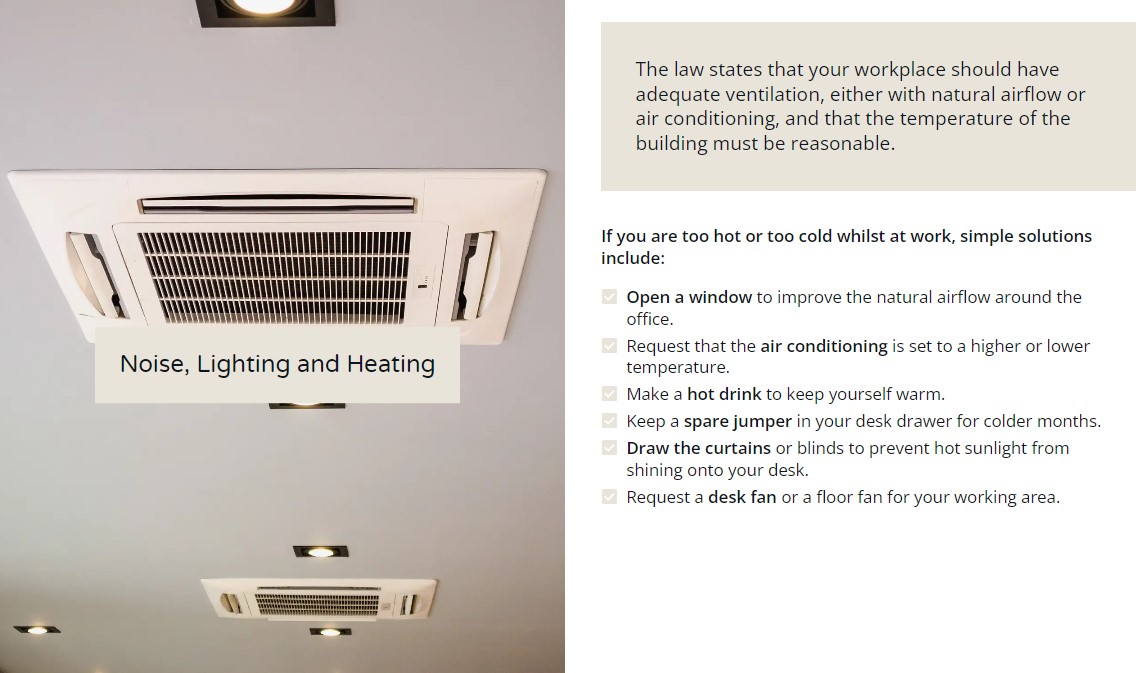 Noise, Lighting and Heating
The law states that your workplace should have
adequate ventilation, either with natural airflow or
air conditioning, and that the temperature of the
building must be reasonable.
If you are too hot or too cold whilst at work, simple solutions
include:
Open a window to improve the natural airflow around the
office.
Request that the air conditioning is set to a higher or lower
temperature.
Make a hot drink to keep yourself warm.
Keep a spare jumper in your desk drawer for colder months.
Draw the curtains or blinds to prevent hot sunlight from
shining onto your desk.
Request a desk fan or a floor fan for your working area.